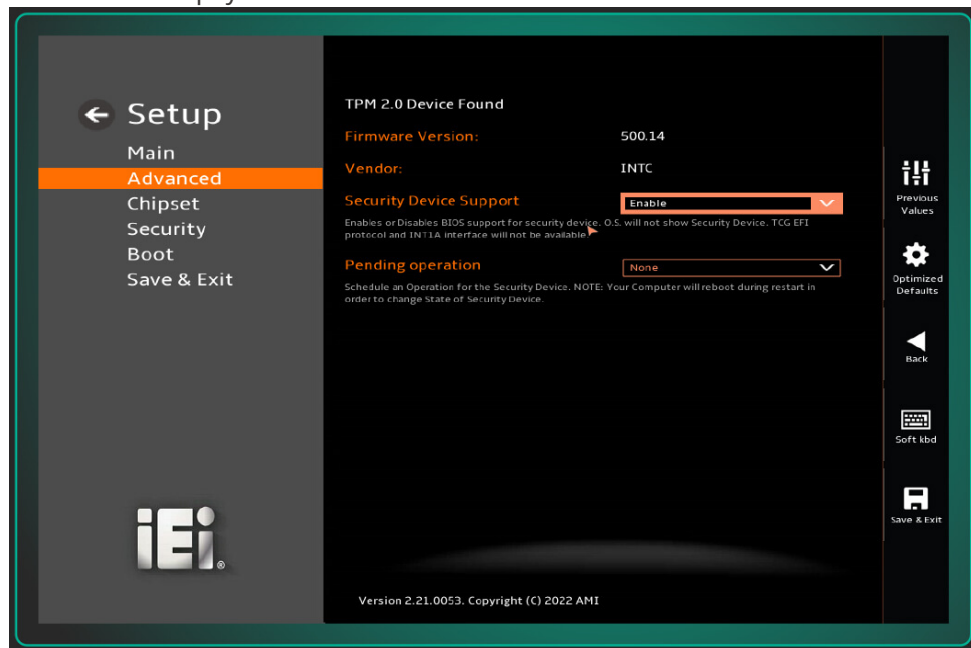 Setup
Main
Advanced
Chipset
Security
Boot
Save & Exit
iEi®
TPM 2.0 Device Found
Firmware Version: 500.14
Vendor: INTC
Security Device Support Enable
Enables or Disables BIOS support for security device. O.S. will not show Security Device. TCG EFI
protocol and INT1A interface will not be available.
Pending operation None
Schedule an Operation for the Security Device. NOTE: Your Computer will reboot during restart in
order to change State of Security Device.
Version 2.21.0053. Copyright (C) 2022 AMI
Previous
Values
Optimized
Defaults
Back
Soft kbd
Save & Exit